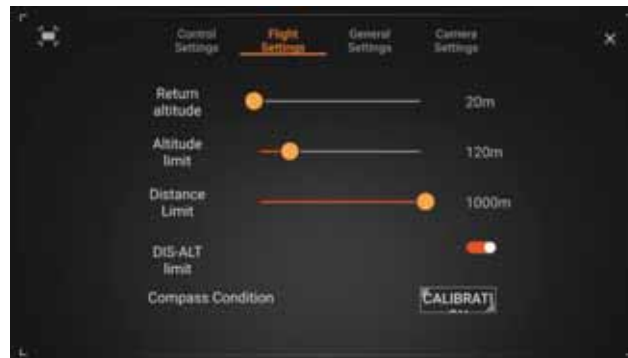 Control
Settings
Flight
Settings
General
Settings
Camera
Settings
Return
altitude
20m
Altitude
limit
120m
Distance
Limit
1000m
DIS-ALT
limit
Compass Condition
CALIBRATI